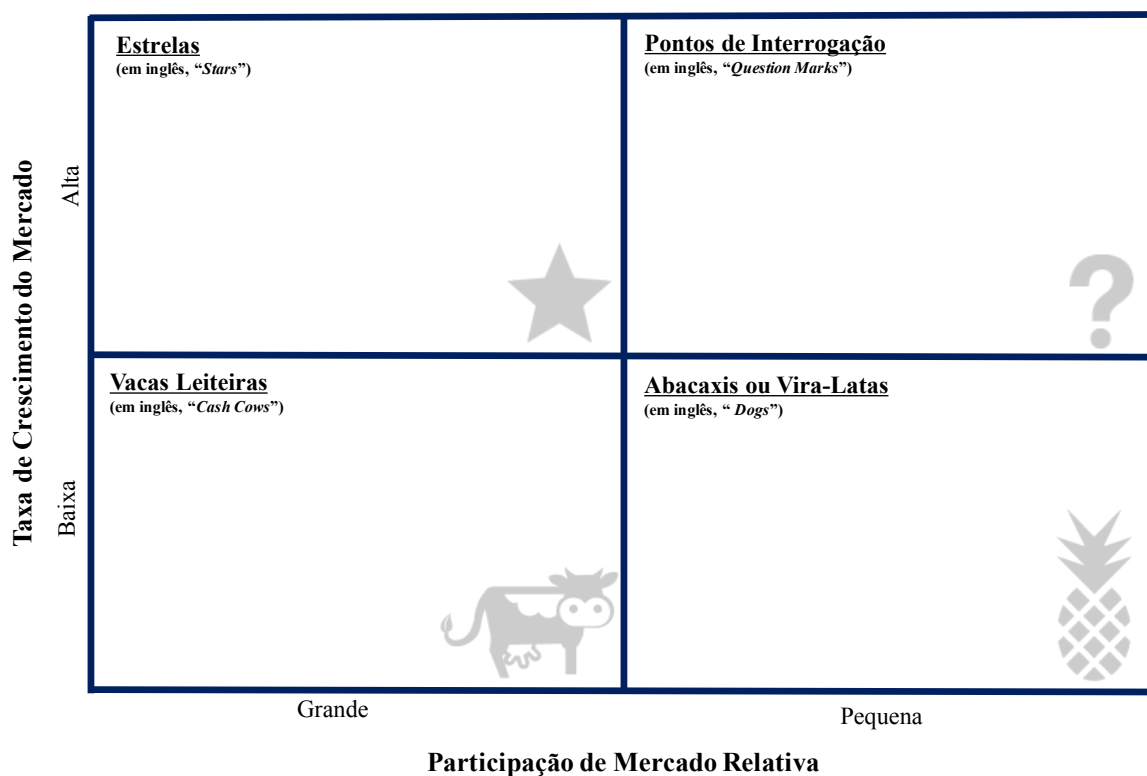 Estrelas
(em inglês, “Stars”)
Pontos de Interrogação
(em inglês, “Question Marks”)
Taxa de Crescimento do Mercado
Alta
Baixa
Vacas Leiteiras
(em inglês, “Cash Cows”)
Abacaxis ou Vira-Latas
(em inglês, “ Dogs”)
Grande
Pequena
Participação de Mercado Relativa